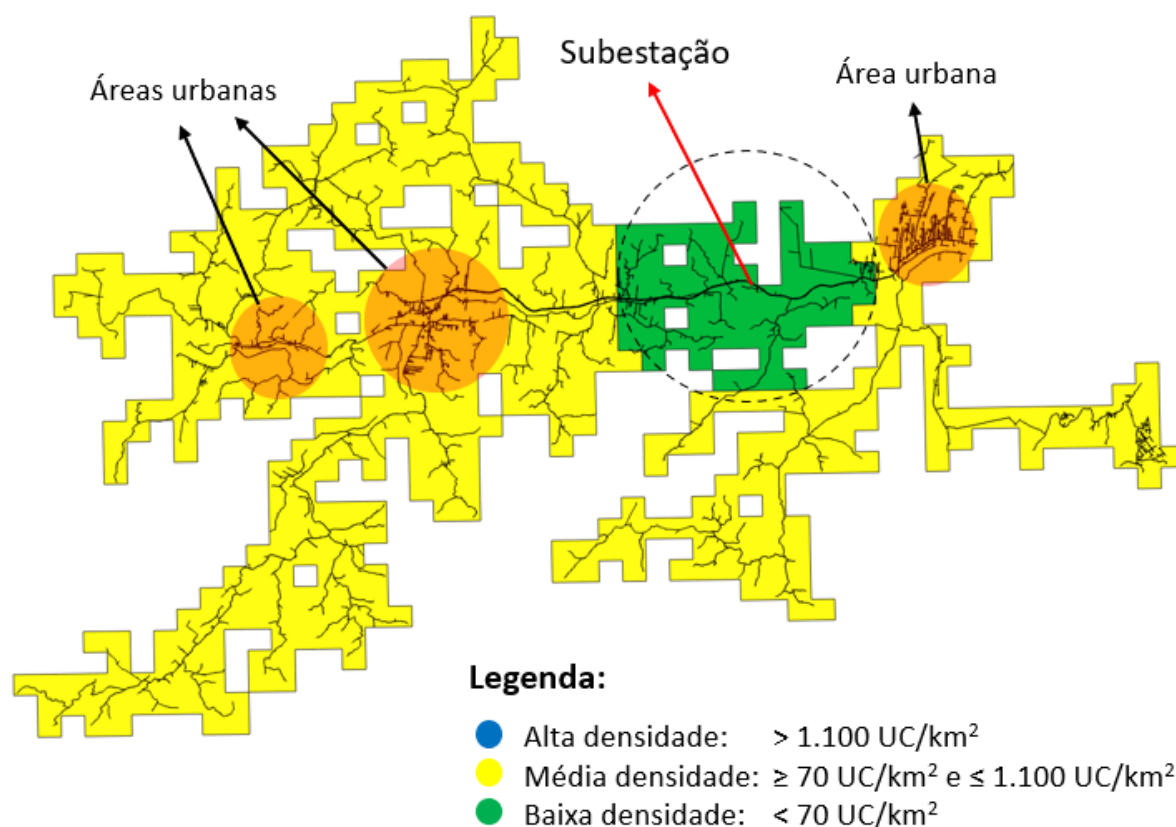 Subestação
Áreas urbanas
Área urbana
Legenda:
Alta densidade: > 1.100 UC/km²
Média densidade: ≥ 70 UC/km² e ≤ 1.100 UC/km²
Baixa densidade: < 70 UC/km²